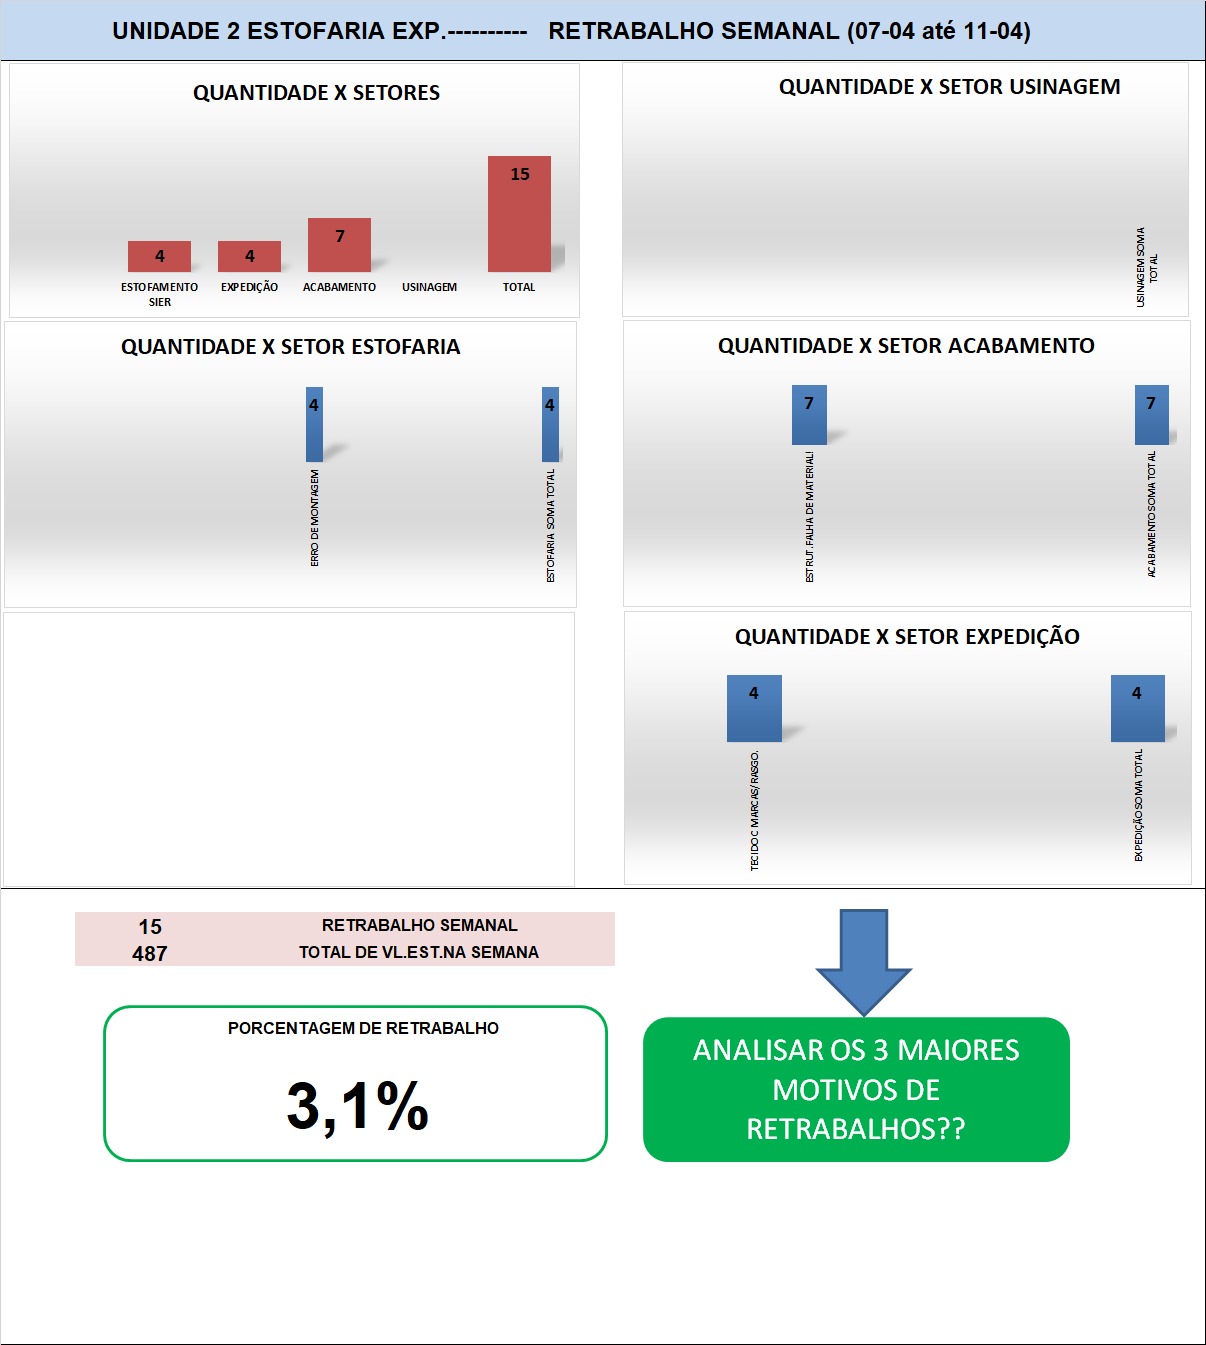 UNIDADE 2 ESTOFARIA EXP.---------- RETRABALHO SEMANAL (07-04 até 11-04)
QUANTIDADE X SETORES
15
7
4
4
ESTOFAMENTO SIER
EXPEDIÇÃO
ACABAMENTO
USINAGEM
TOTAL
QUANTIDADE X SETOR USINAGEM
USINAGEM SOMA
TOTAL
QUANTIDADE X SETOR ESTOFARIA
4
4
ERRO DE MONTAGEM
ESTOFARIA SOMA TOTAL
QUANTIDADE X SETOR ACABAMENTO
7
7
ESTRUT. FALHA DE MATERIAL!
ACABAMENTO SOMA TOTAL
QUANTIDADE X SETOR EXPEDIÇÃO
4
4
TECIDO C MARCAS/ RASGO.
EXPEDIÇÃO SOMA TOTAL
15 RETRABALHO SEMANAL
487 TOTAL DE VL.EST.NA SEMANA
PORCENTAGEM DE RETRABALHO
3,1%
ANALISAR OS 3 MAIORES
MOTIVOS DE
RETRABALHOS??